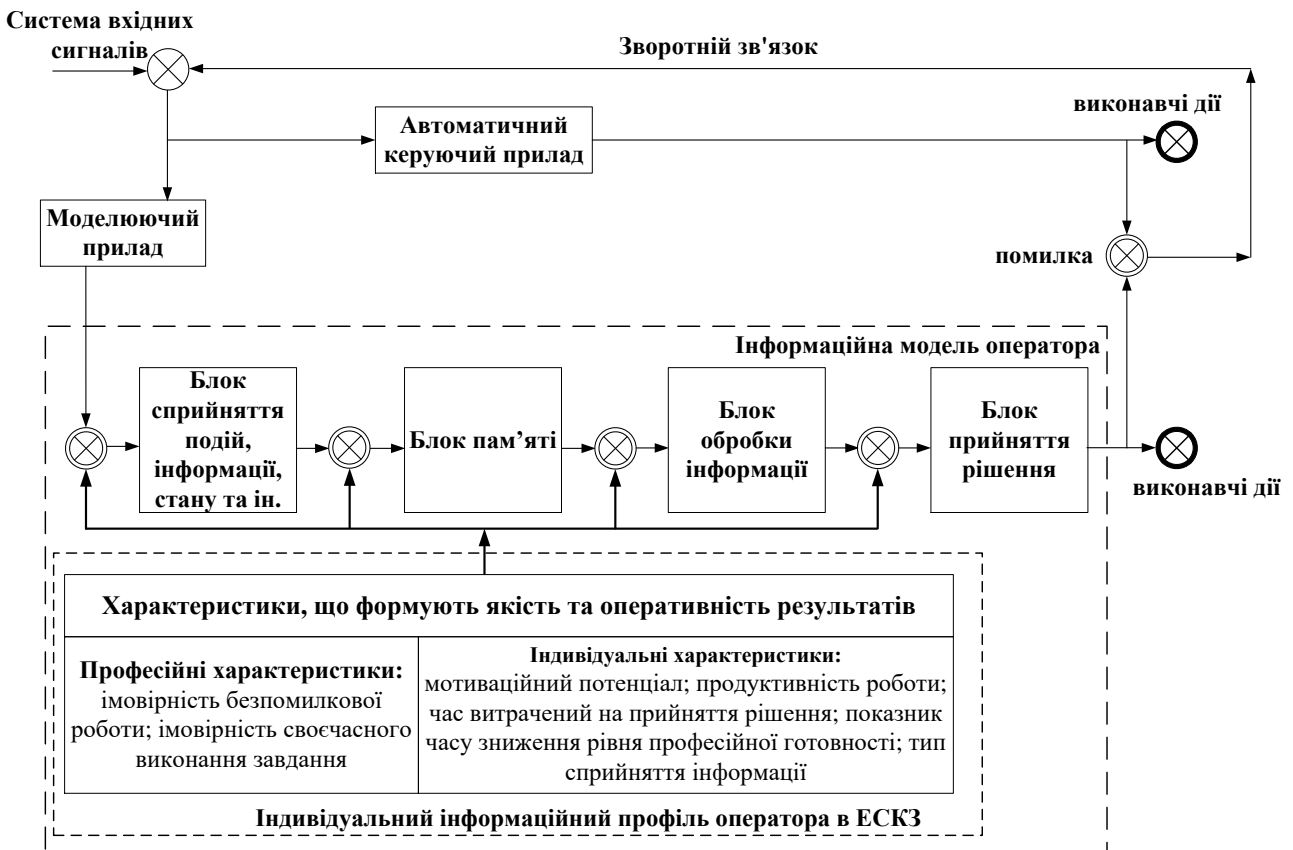 Система вхідних
сигналів
Зворотній зв'язок
виконавчі дії
Автоматичний
керуючий прилад
Моделюючий
прилад
помилка
Інформаційна модель оператора
Блок
сприйняття
подій,
інформації,
стану та ін.
Блок пам’яті
Блок
обробки
інформації
Блок
прийняття
рішення
виконавчі дії
Характеристики, що формують якість та оперативність результатів
Професійні характеристики:
імовірність безпомилкової
роботи; імовірність своєчасного
виконання завдання
Індивідуальні характеристики:
мотиваційний потенціал; продуктивність роботи;
час витрачений на прийняття рішення; показник
часу зниження рівня професійної готовності; тип
сприйняття інформації
Індивідуальний інформаційний профіль оператора в ЕСКЗ